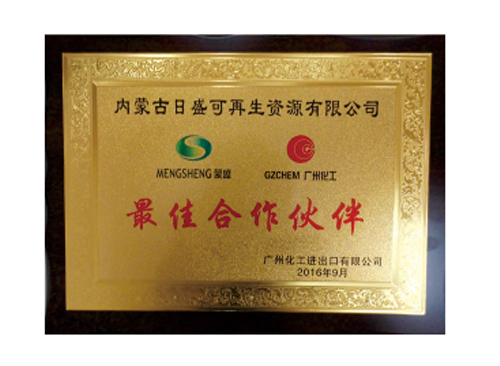 内蒙古日盛可再生资源有限公司
MENGSHENG 蒙盛 GZCHEM 广州化工
最佳合作伙伴
广州化工进出口有限公司
2016年9月